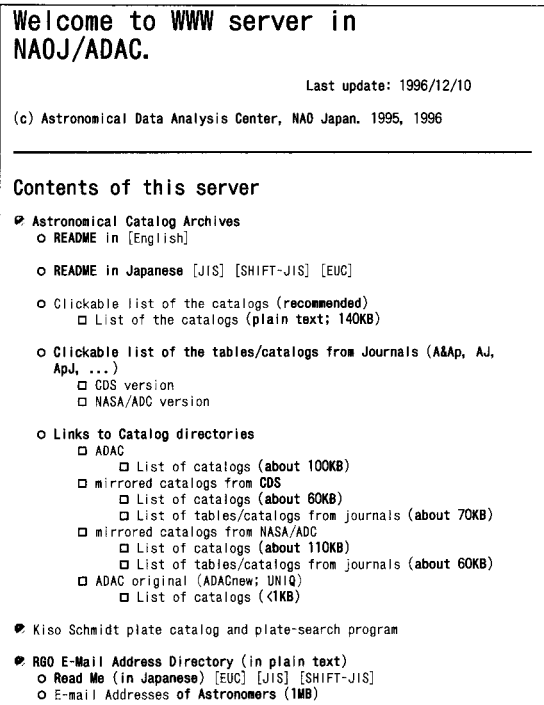 Welcome to WWW server in
NAOJ/ADAC.
Last update: 1996/12/10
(c) Astronomical Data Analysis Center, NAO Japan. 1995, 1996
Contents of this server
Astronomical Catalog Archives
README in [English]
README in Japanese [JIS] [SHIFT-JIS] [EUC]
Clickable list of the catalogs (recommended)
List of the catalogs (plain text; 140KB)
Clickable list of the tables/catalogs from Journals (A&Ap, AJ,
ApJ, ...)
CDS version
NASA/ADC version
Links to Catalog directories
ADAC
List of catalogs (about 100KB)
mirrored catalogs from CDS
List of catalogs (about 60KB)
List of tables/catalogs from journals (about 70KB)
mirrored catalogs from NASA/ADC
List of catalogs (about 110KB)
List of tables/catalogs from journals (about 60KB)
ADAC original (ADACnew; UNIQ)
List of catalogs (<1KB)
Kiso Schmidt plate catalog and plate-search program
RGO E-Mail Address Directory (in plain text)
Read Me (in Japanese) [EUC] [JIS] [SHIFT-JIS]
E-mail Addresses of Astronomers (1MB)